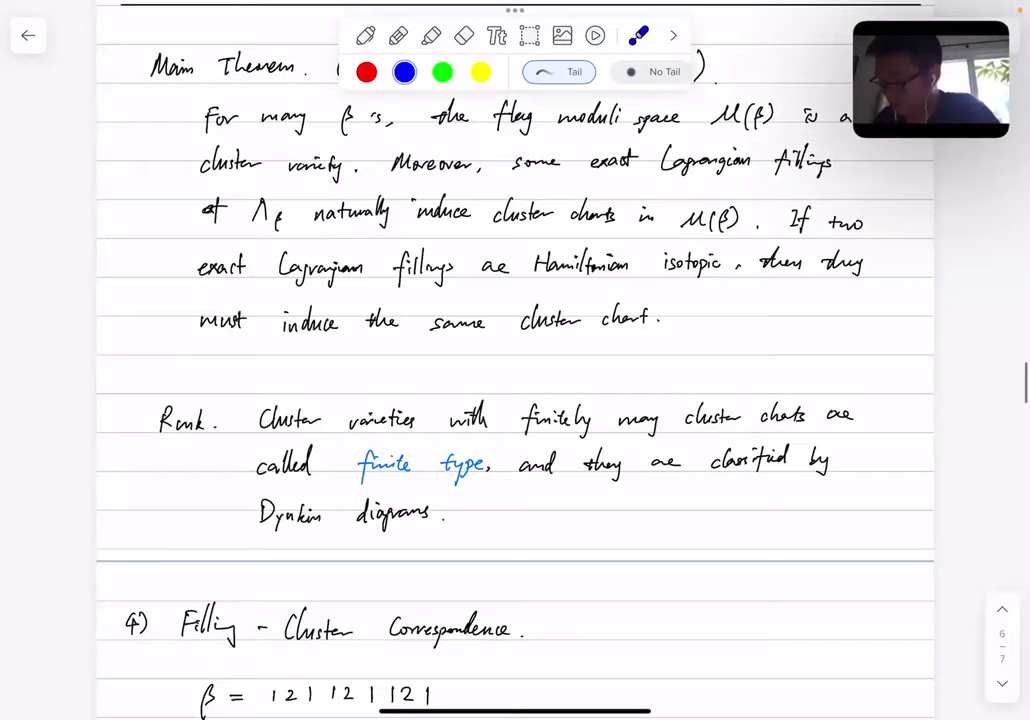 Tt
Tail
No Tail
Main Theorem. ( ).
For many β's, the flag moduli space M(β) is a
cluster variety. Moreover, some exact Lagrangian fillings
of Λβ naturally induce cluster charts in M(β). If two
exact Lagrangian fillings are Hamiltonian isotopic, then they
must induce the same cluster chart.
Rmk. Cluster varieties with finitely many cluster charts are
called finite type, and they are classified by
Dynkin diagrams.
4) Filling - Cluster Correspondence.
β = 121 121 121
6
7